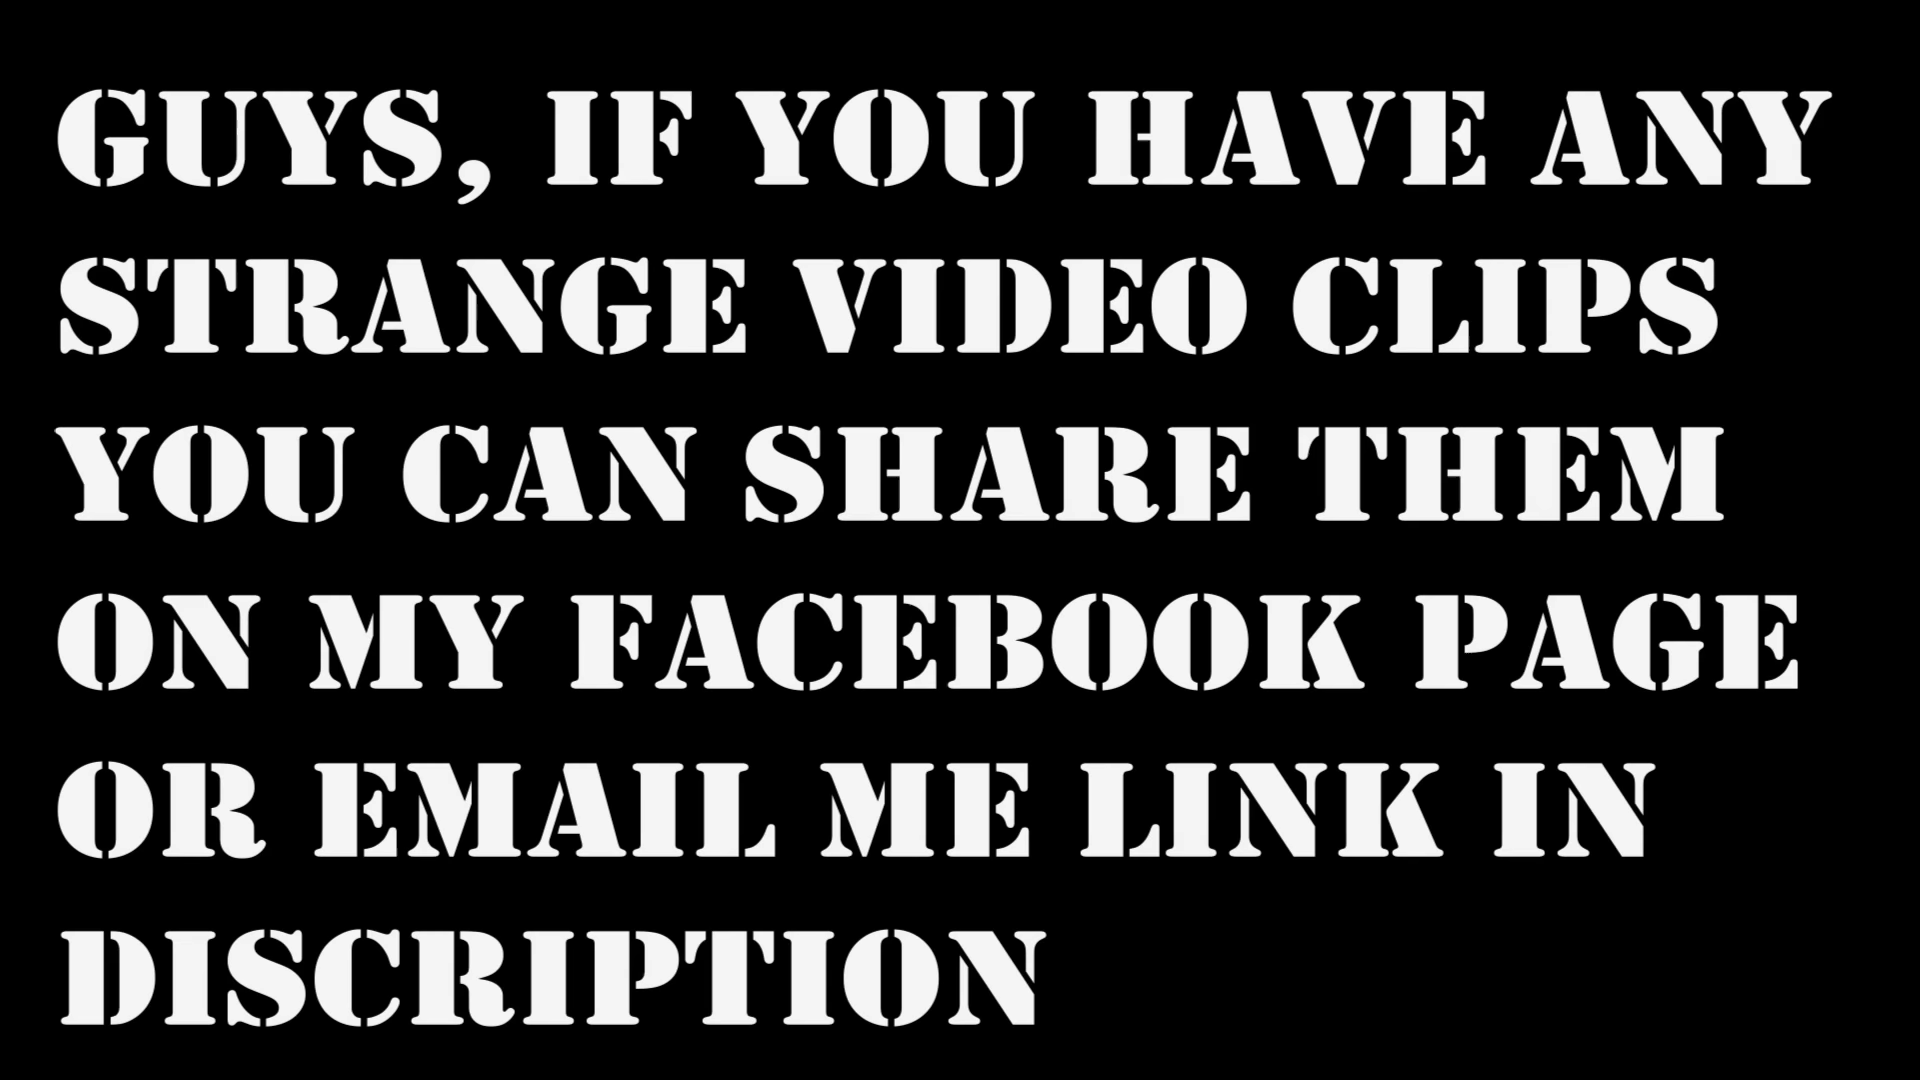 GUYS, IF YOU HAVE ANY
STRANGE VIDEO CLIPS
YOU CAN SHARE THEM
ON MY FACEBOOK PAGE
OR EMAIL ME LINK IN
DISCRIPTION